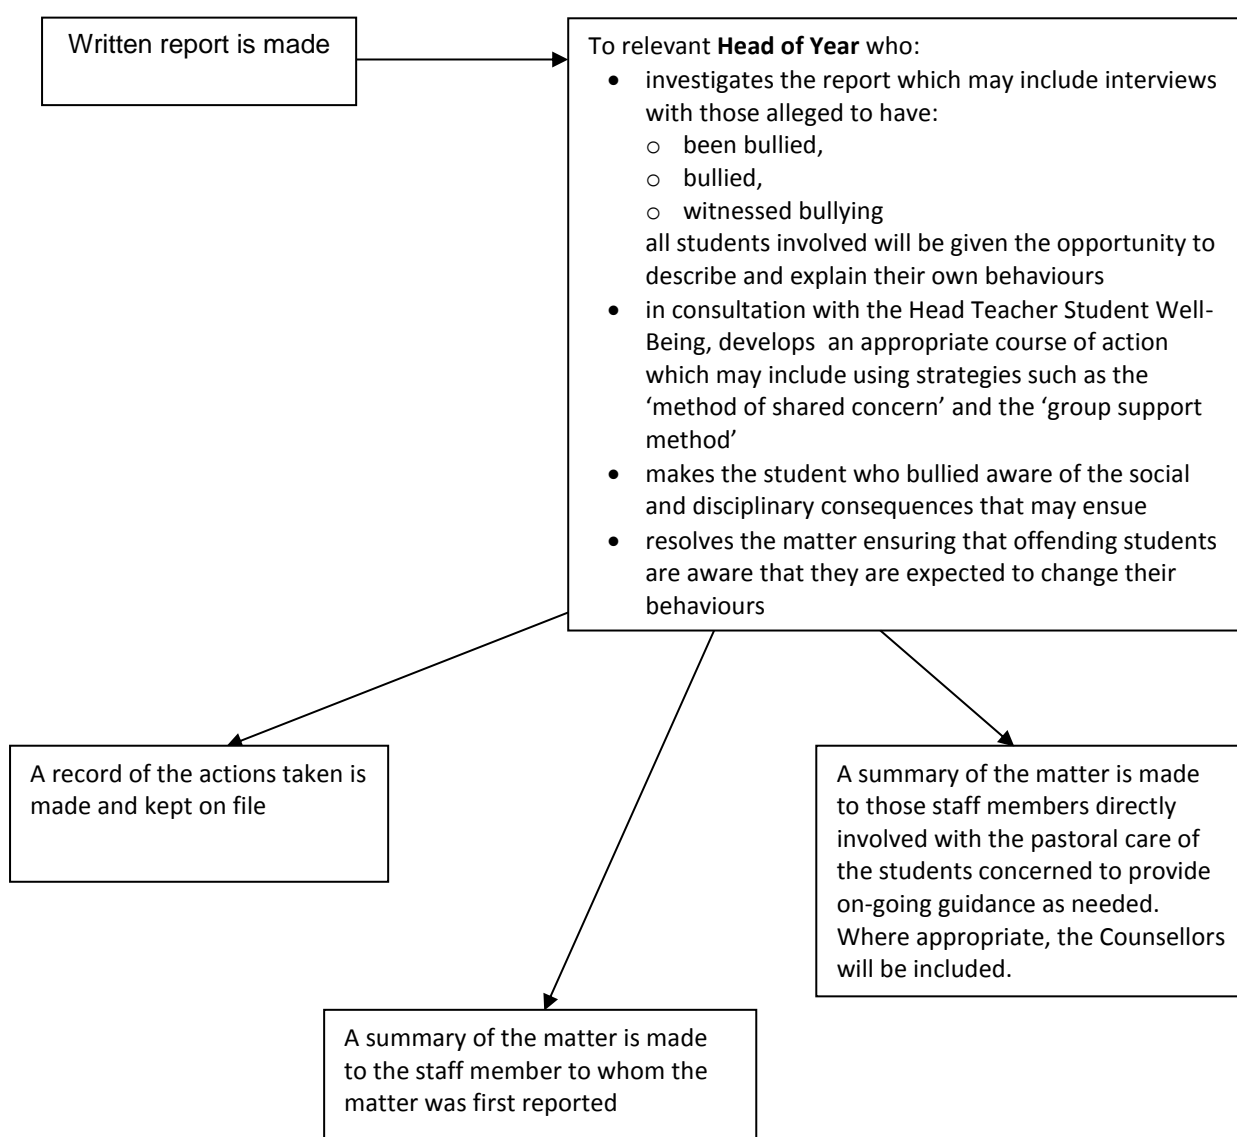 Written report is made
To relevant Head of Year who:
• investigates the report which may include interviews
with those alleged to have:
o been bullied,
o bullied,
o witnessed bullying
all students involved will be given the opportunity to
describe and explain their own behaviours
• in consultation with the Head Teacher Student Well-
Being, develops  an appropriate course of action
which may include using strategies such as the
‘method of shared concern’ and the ‘group support
method’
• makes the student who bullied aware of the social
and disciplinary consequences that may ensue
• resolves the matter ensuring that offending students
are aware that they are expected to change their
behaviours
A record of the actions taken is
made and kept on file
A summary of the matter is made
to those staff members directly
involved with the pastoral care of
the students concerned to provide
on-going guidance as needed.
Where appropriate, the Counsellors
will be included.
A summary of the matter is made
to the staff member to whom the
matter was first reported